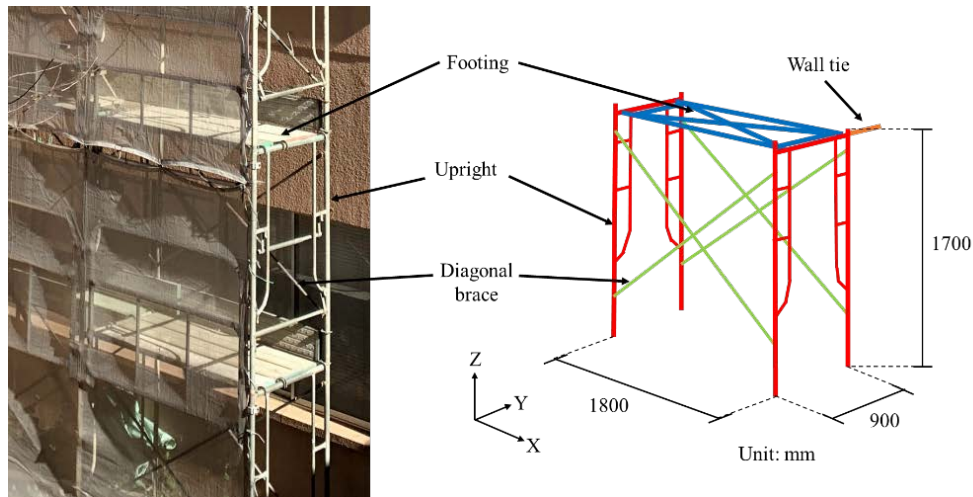 Footing
Wall tie
Upright
1700
Diagonal
brace
Z
Y
X
1800
900
Unit: mm